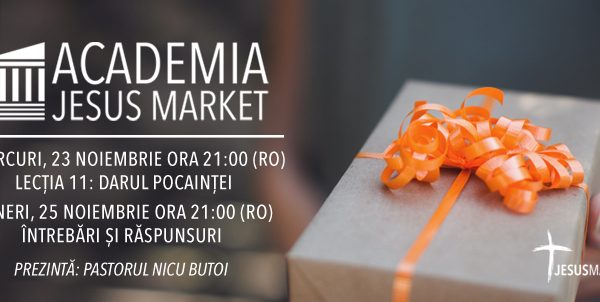 ACADEMIA
JESUS MARKET
RCURI, 23 NOIEMBRIE ORA 21:00 (RO)
LECȚIA 11: DARUL POCAINȚEI
NERI, 25 NOIEMBRIE ORA 21:00 (RO)
ÎNTREBĂRI ȘI RĂSPUNSURI
PREZINTĂ: PASTORUL NICU BUTOI
JESUSMA